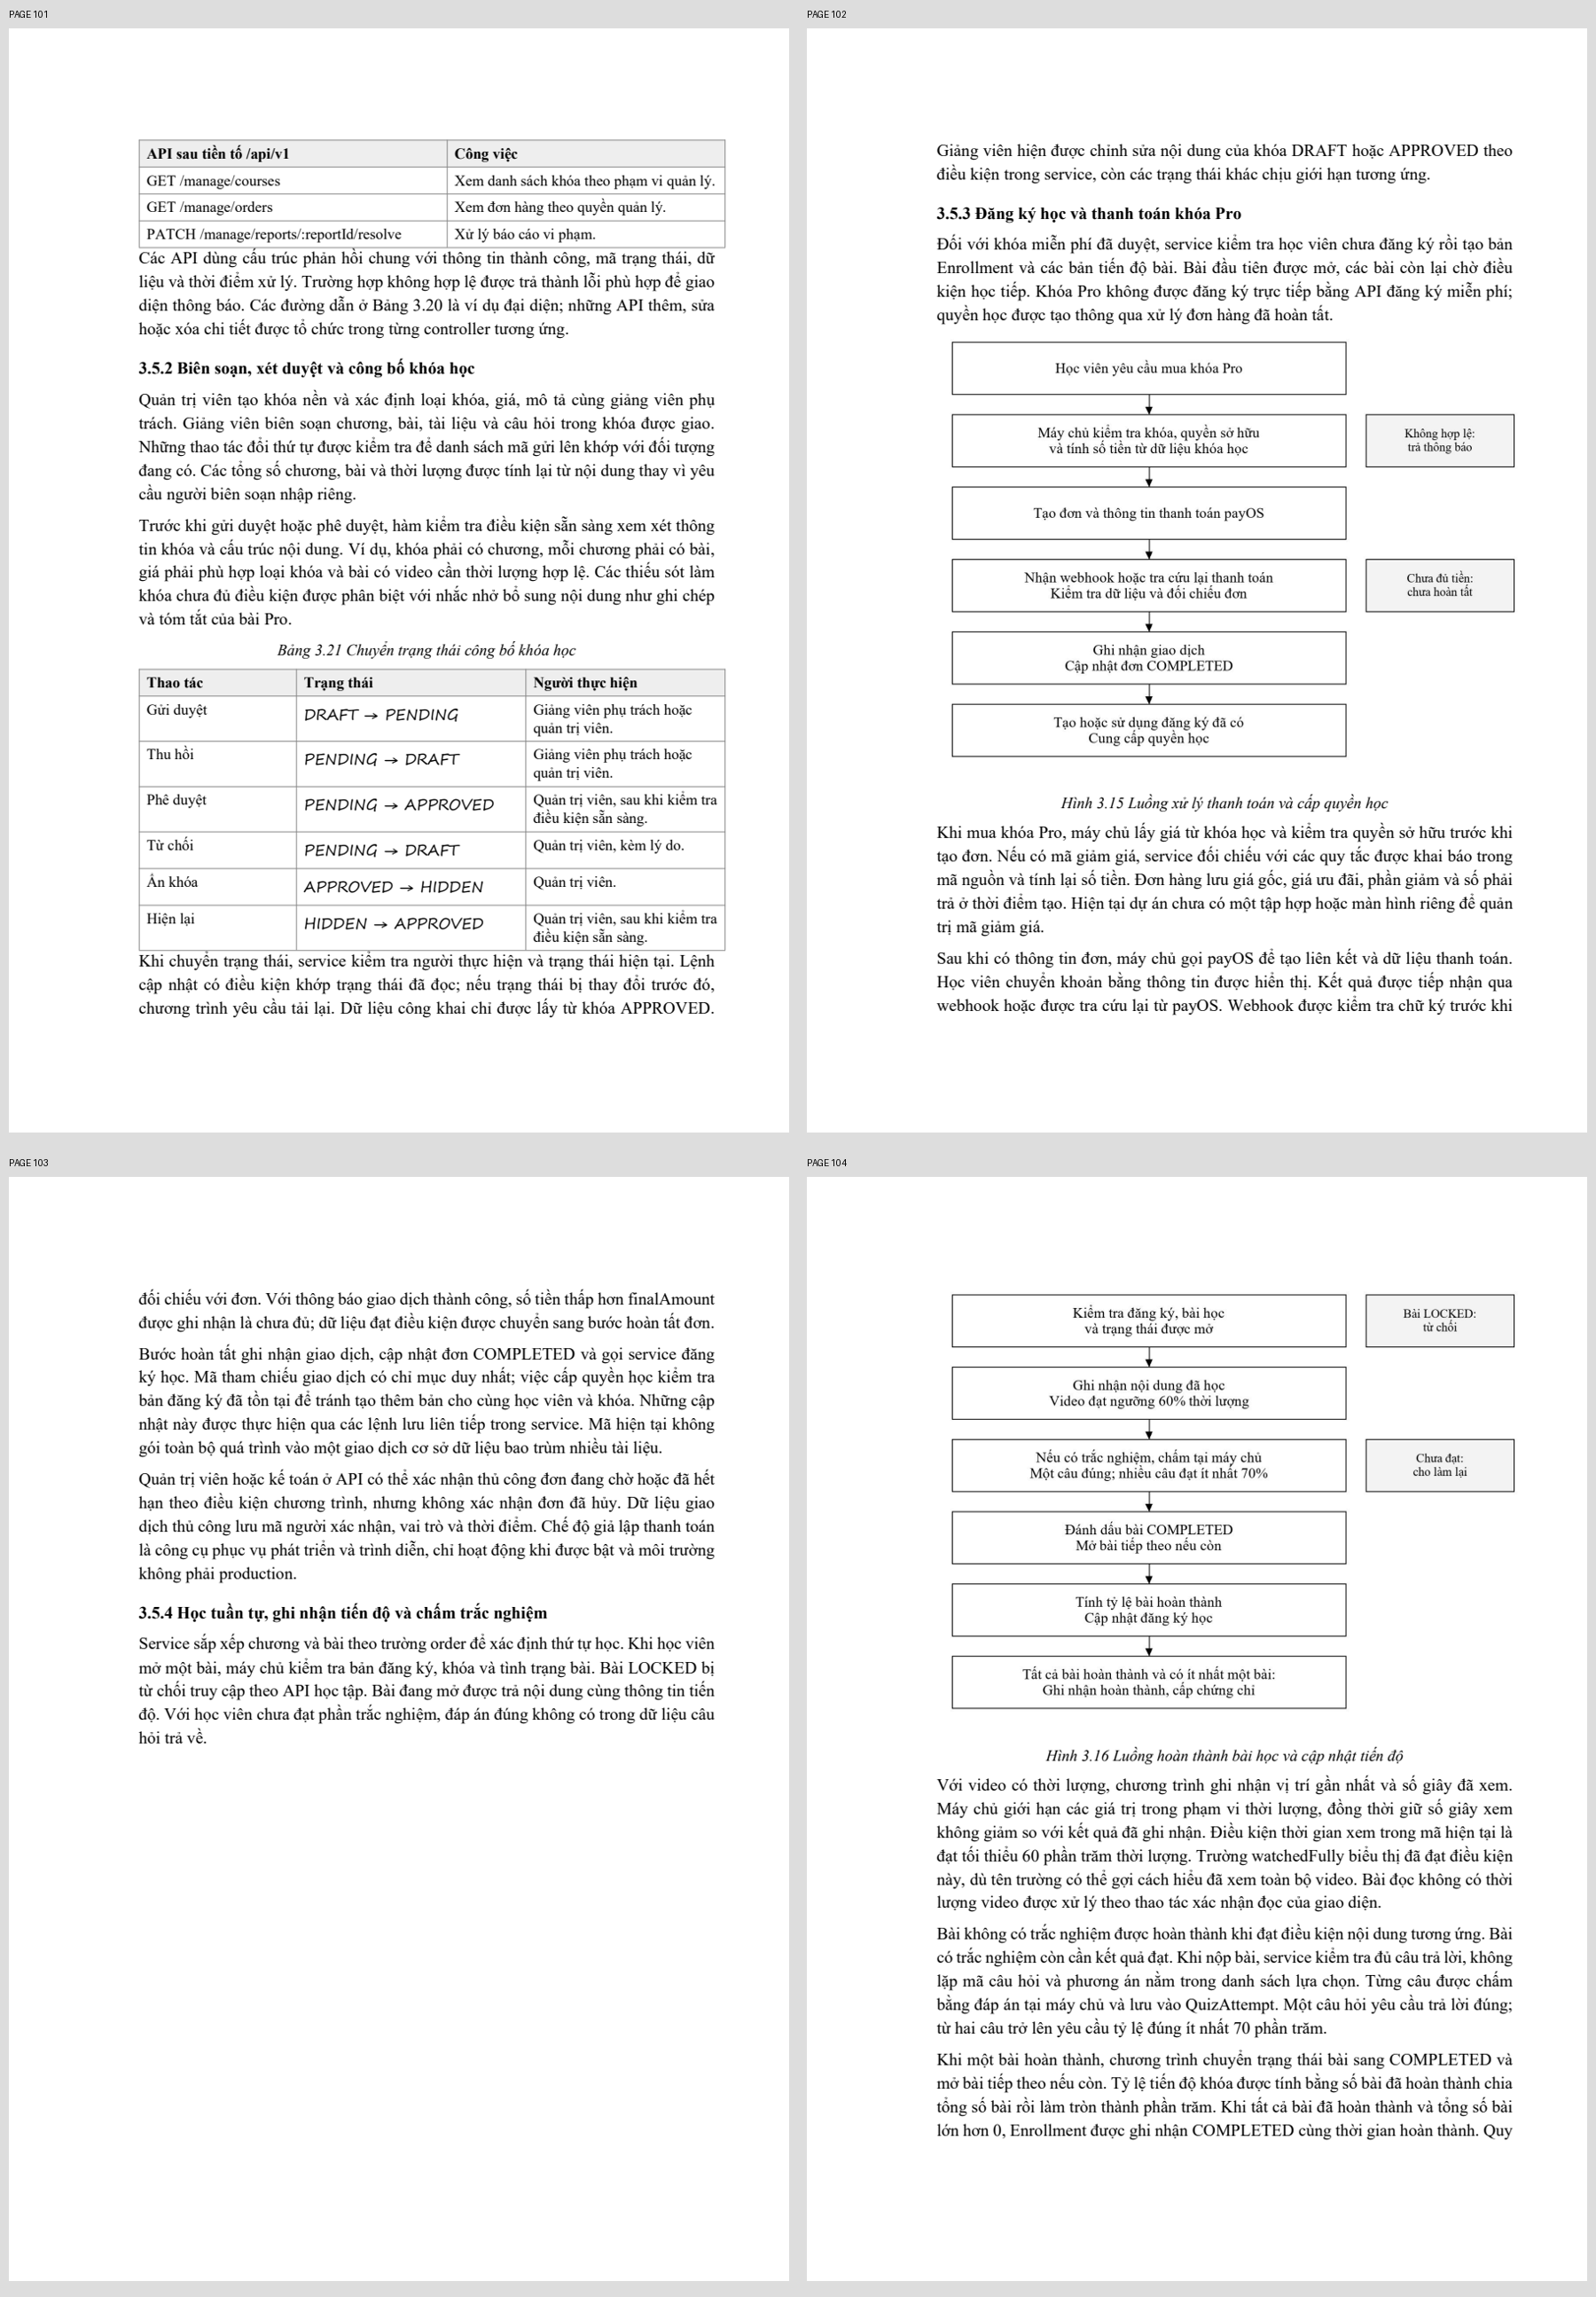 PAGE 101
API sau tiền tố /api/v1 Công việc
GET /manage/courses Xem danh sách khóa theo phạm vi quản lý.
GET /manage/orders Xem đơn hàng theo quyền quản lý.
PATCH /manage/reports/:reportId/resolve Xử lý báo cáo vi phạm.
Các API dùng cấu trúc phản hồi chung với thông tin thành công, mã trạng thái, dữ
liệu và thời điểm xử lý. Trường hợp không hợp lệ được trả thành lỗi phù hợp để giao
diện thông báo. Các đường dẫn ở Bảng 3.20 là ví dụ đại diện; những API thêm, sửa
hoặc xóa chi tiết được tổ chức trong từng controller tương ứng.
3.5.2 Biên soạn, xét duyệt và công bố khóa học
Quản trị viên tạo khóa nền và xác định loại khóa, giá, mô tả cùng giảng viên phụ
trách. Giảng viên biên soạn chương, bài, tài liệu và câu hỏi trong khóa được giao.
Những thao tác đổi thứ tự được kiểm tra để danh sách mã gửi lên khớp với đối tượng
đang có. Các tổng số chương, bài và thời lượng được tính lại từ nội dung thay vì yêu
cầu người biên soạn nhập riêng.
Trước khi gửi duyệt hoặc phê duyệt, hàm kiểm tra điều kiện sẵn sàng xem xét thông
tin khóa và cấu trúc nội dung. Ví dụ, khóa phải có chương, mỗi chương phải có bài,
giá phải phù hợp loại khóa và bài có video cần thời lượng hợp lệ. Các thiếu sót làm
khóa chưa đủ điều kiện được phân biệt với nhắc nhở bổ sung nội dung như ghi chép
và tóm tắt của bài Pro.
Bảng 3.21 Chuyển trạng thái công bố khóa học
Thao tác Trạng thái Người thực hiện
Gửi duyệt DRAFT → PENDING Giảng viên phụ trách hoặc
quản trị viên.
Thu hồi PENDING → DRAFT Giảng viên phụ trách hoặc
quản trị viên.
Phê duyệt PENDING → APPROVED Quản trị viên, sau khi kiểm tra
điều kiện sẵn sàng.
Từ chối PENDING → DRAFT Quản trị viên, kèm lý do.
Ẩn khóa APPROVED → HIDDEN Quản trị viên.
Hiện lại HIDDEN → APPROVED Quản trị viên, sau khi kiểm tra
điều kiện sẵn sàng.
Khi chuyển trạng thái, service kiểm tra người thực hiện và trạng thái hiện tại. Lệnh
cập nhật có điều kiện khớp trạng thái đã đọc; nếu trạng thái bị thay đổi trước đó,
chương trình yêu cầu tải lại. Dữ liệu công khai chỉ được lấy từ khóa APPROVED.
PAGE 102
Giảng viên hiện được chỉnh sửa nội dung của khóa DRAFT hoặc APPROVED theo
điều kiện trong service, còn các trạng thái khác chịu giới hạn tương ứng.
3.5.3 Đăng ký học và thanh toán khóa Pro
Đối với khóa miễn phí đã duyệt, service kiểm tra học viên chưa đăng ký rồi tạo bản
Enrollment và các bản tiến độ bài. Bài đầu tiên được mở, các bài còn lại chờ điều
kiện học tiếp. Khóa Pro không được đăng ký trực tiếp bằng API đăng ký miễn phí;
quyền học được tạo thông qua xử lý đơn hàng đã hoàn tất.
Học viên yêu cầu mua khóa Pro
Máy chủ kiểm tra khóa, quyền sở hữu
và tính số tiền từ dữ liệu khóa học
Không hợp lệ:
trả thông báo
Tạo đơn và thông tin thanh toán payOS
Nhận webhook hoặc tra cứu lại thanh toán
Kiểm tra dữ liệu và đối chiếu đơn
Chưa đủ tiền:
chưa hoàn tất
Ghi nhận giao dịch
Cập nhật đơn COMPLETED
Tạo hoặc sử dụng đăng ký đã có
Cung cấp quyền học
Hình 3.15 Luồng xử lý thanh toán và cấp quyền học
Khi mua khóa Pro, máy chủ lấy giá từ khóa học và kiểm tra quyền sở hữu trước khi
tạo đơn. Nếu có mã giảm giá, service đối chiếu với các quy tắc được khai báo trong
mã nguồn và tính lại số tiền. Đơn hàng lưu giá gốc, giá ưu đãi, phần giảm và số phải
trả ở thời điểm tạo. Hiện tại dự án chưa có một tập hợp hoặc màn hình riêng để quản
trị mã giảm giá.
Sau khi có thông tin đơn, máy chủ gọi payOS để tạo liên kết và dữ liệu thanh toán.
Học viên chuyển khoản bằng thông tin được hiển thị. Kết quả được tiếp nhận qua
webhook hoặc được tra cứu lại từ payOS. Webhook được kiểm tra chữ ký trước khi
PAGE 103
đối chiếu với đơn. Với thông báo giao dịch thành công, số tiền thấp hơn finalAmount
được ghi nhận là chưa đủ; dữ liệu đạt điều kiện được chuyển sang bước hoàn tất đơn.
Bước hoàn tất ghi nhận giao dịch, cập nhật đơn COMPLETED và gọi service đăng
ký học. Mã tham chiếu giao dịch có chỉ mục duy nhất; việc cấp quyền học kiểm tra
bản đăng ký đã tồn tại để tránh tạo thêm bản cho cùng học viên và khóa. Những cập
nhật này được thực hiện qua các lệnh lưu liên tiếp trong service. Mã hiện tại không
gói toàn bộ quá trình vào một giao dịch cơ sở dữ liệu bao trùm nhiều tài liệu.
Quản trị viên hoặc kế toán ở API có thể xác nhận thủ công đơn đang chờ hoặc đã hết
hạn theo điều kiện chương trình, nhưng không xác nhận đơn đã hủy. Dữ liệu giao
dịch thủ công lưu mã người xác nhận, vai trò và thời điểm. Chế độ giả lập thanh toán
là công cụ phục vụ phát triển và trình diễn, chỉ hoạt động khi được bật và môi trường
không phải production.
3.5.4 Học tuần tự, ghi nhận tiến độ và chấm trắc nghiệm
Service sắp xếp chương và bài theo trường order để xác định thứ tự học. Khi học viên
mở một bài, máy chủ kiểm tra bản đăng ký, khóa và tình trạng bài. Bài LOCKED bị
từ chối truy cập theo API học tập. Bài đang mở được trả nội dung cùng thông tin tiến
độ. Với học viên chưa đạt phần trắc nghiệm, đáp án đúng không có trong dữ liệu câu
hỏi trả về.
PAGE 104
Kiểm tra đăng ký, bài học
và trạng thái được mở
Bài LOCKED:
từ chối
Ghi nhận nội dung đã học
Video đạt ngưỡng 60% thời lượng
Nếu có trắc nghiệm, chấm tại máy chủ
Một câu đúng; nhiều câu đạt ít nhất 70%
Chưa đạt:
cho làm lại
Đánh dấu bài COMPLETED
Mở bài tiếp theo nếu còn
Tính tỷ lệ bài hoàn thành
Cập nhật đăng ký học
Tất cả bài hoàn thành và có ít nhất một bài:
Ghi nhận hoàn thành, cấp chứng chỉ
Hình 3.16 Luồng hoàn thành bài học và cập nhật tiến độ
Với video có thời lượng, chương trình ghi nhận vị trí gần nhất và số giây đã xem.
Máy chủ giới hạn các giá trị trong phạm vi thời lượng, đồng thời giữ số giây xem
không giảm so với kết quả đã ghi nhận. Điều kiện thời gian xem trong mã hiện tại là
đạt tối thiểu 60 phần trăm thời lượng. Trường watchedFully biểu thị đã đạt điều kiện
này, dù tên trường có thể gợi cách hiểu đã xem toàn bộ video. Bài đọc không có thời
lượng video được xử lý theo thao tác xác nhận đọc của giao diện.
Bài không có trắc nghiệm được hoàn thành khi đạt điều kiện nội dung tương ứng. Bài
có trắc nghiệm còn cần kết quả đạt. Khi nộp bài, service kiểm tra đủ câu trả lời, không
lặp mã câu hỏi và phương án nằm trong danh sách lựa chọn. Từng câu được chấm
bằng đáp án tại máy chủ và lưu vào QuizAttempt. Một câu hỏi yêu cầu trả lời đúng;
từ hai câu trở lên yêu cầu tỷ lệ đúng ít nhất 70 phần trăm.
Khi một bài hoàn thành, chương trình chuyển trạng thái bài sang COMPLETED và
mở bài tiếp theo nếu còn. Tỷ lệ tiến độ khóa được tính bằng số bài đã hoàn thành chia
tổng số bài rồi làm tròn thành phần trăm. Khi tất cả bài đã hoàn thành và tổng số bài
lớn hơn 0, Enrollment được ghi nhận COMPLETED cùng thời gian hoàn thành. Quy